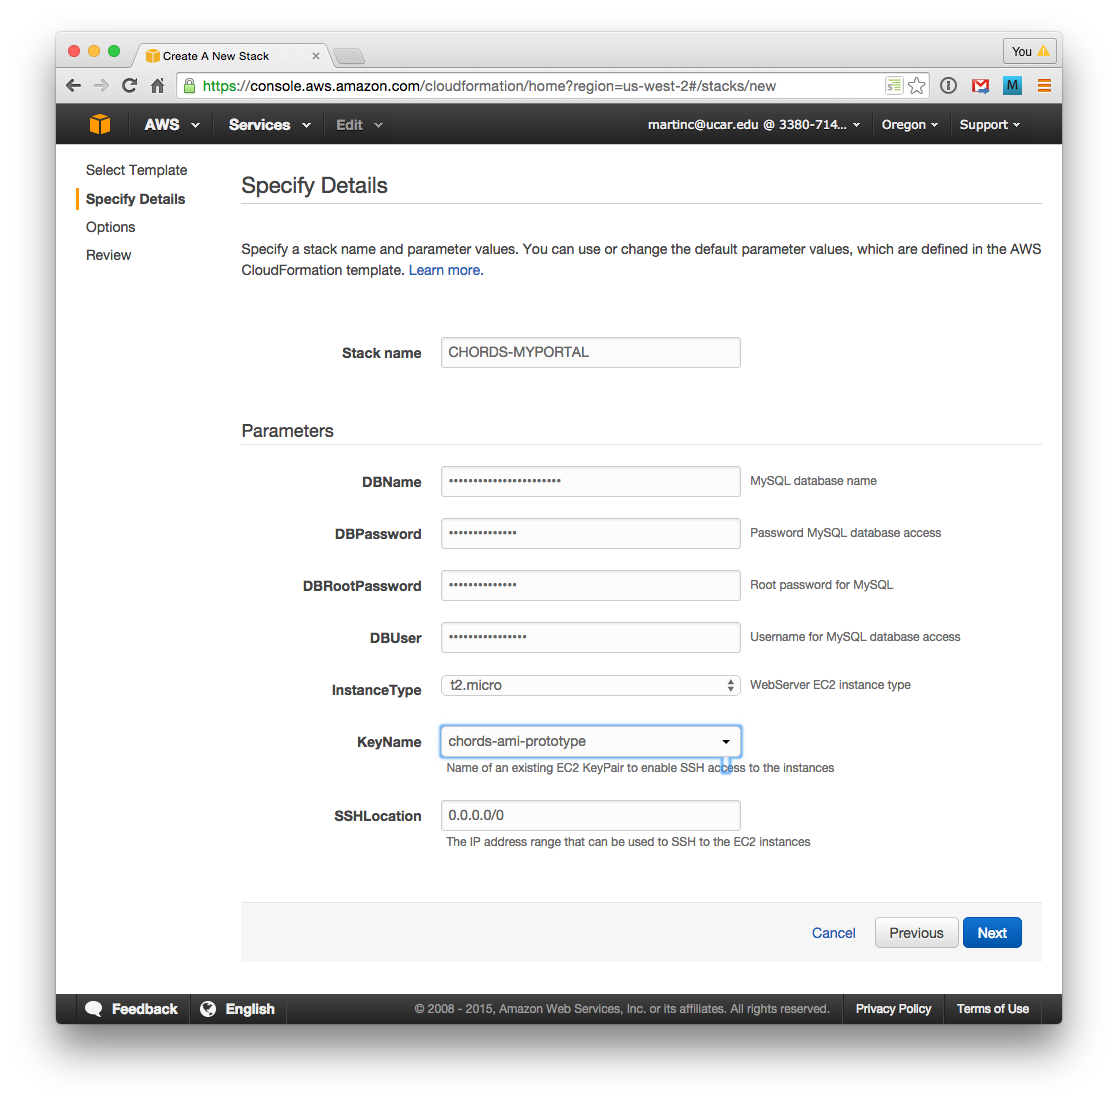 Create A New Stack
You
https://console.aws.amazon.com/cloudformation/home?region=us-west-2#/stacks/new
M
AWS Services Edit martinc@ucar.edu @ 3380-714... Oregon Support
Select Template
Specify Details
Options
Review
Specify Details
Specify a stack name and parameter values. You can use or change the default parameter values, which are defined in the AWS
CloudFormation template. Learn more.
Stack name CHORDS-MYPORTAL
Parameters
DBName ••••••••••••••••••••••• MySQL database name
DBPassword •••••••••••••• Password MySQL database access
DBRootPassword •••••••••••••• Root password for MySQL
DBUser •••••••••••••••• Username for MySQL database access
InstanceType t2.micro WebServer EC2 instance type
KeyName chords-ami-prototype
Name of an existing EC2 KeyPair to enable SSH access to the instances
SSHLocation 0.0.0.0/0
The IP address range that can be used to SSH to the EC2 instances
Cancel Previous Next
Feedback English © 2008 - 2015, Amazon Web Services, Inc. or its affiliates. All rights reserved. Privacy Policy Terms of Use